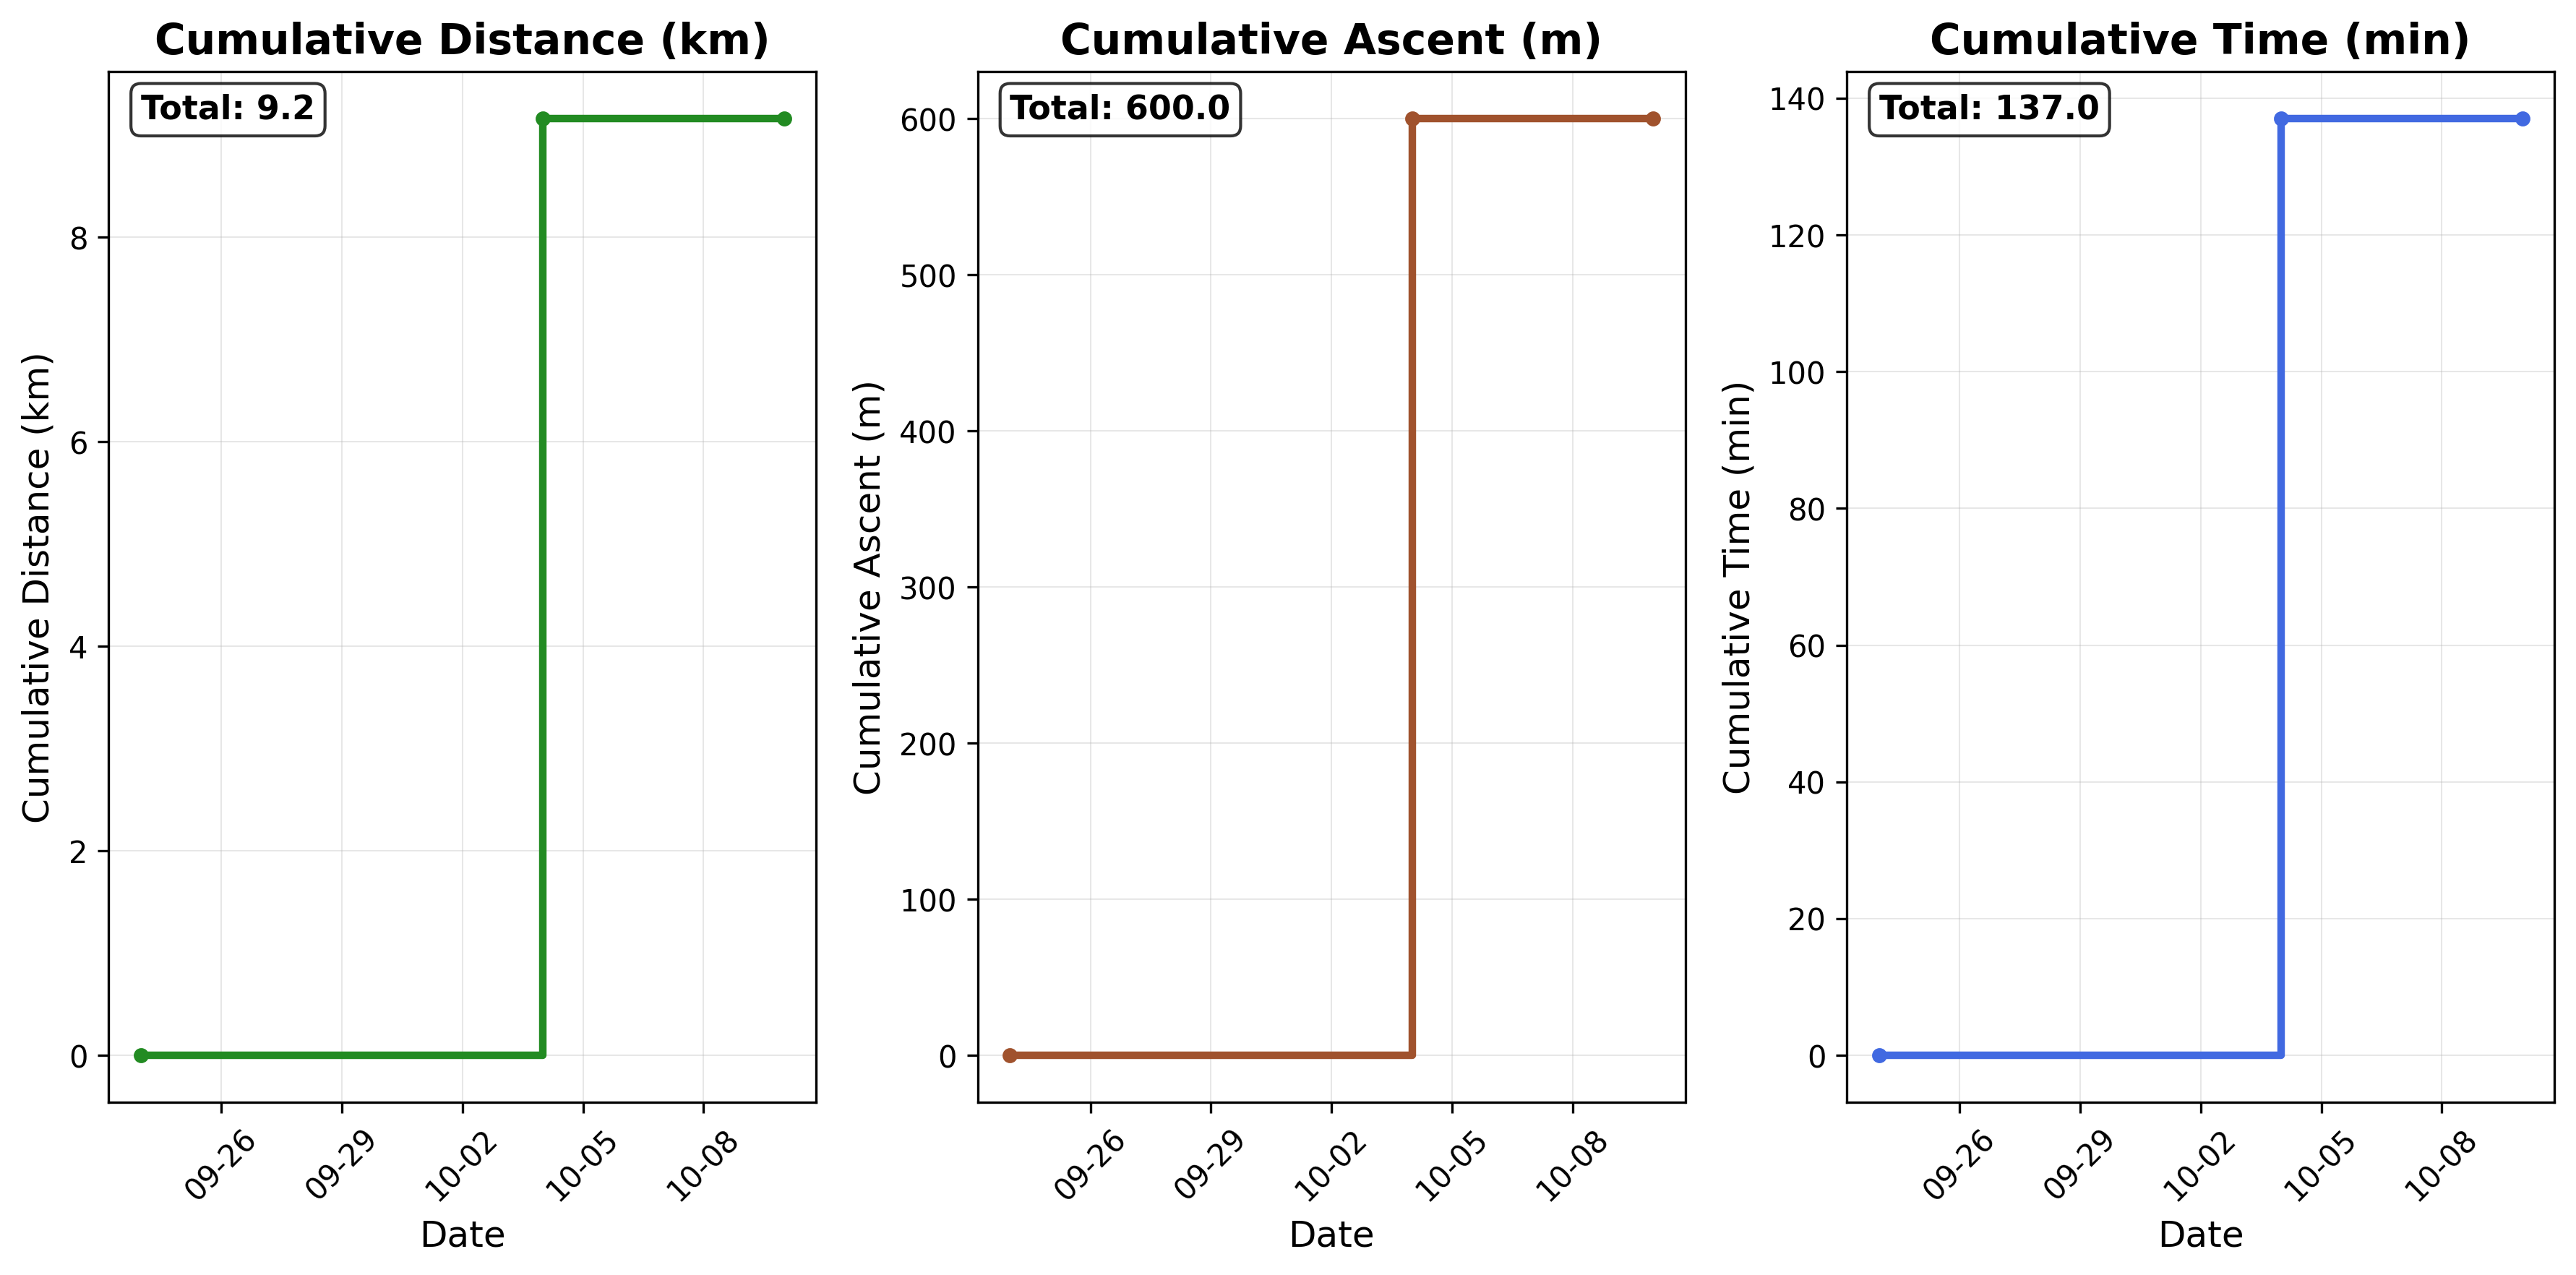 Cumulative Distance (km)
Total: 9.2
8
6
4
2
0
Cumulative Distance (km)
09-26
09-29
10-02
10-05
10-08
Date
Cumulative Ascent (m)
Total: 600.0
600
500
400
300
200
100
0
Cumulative Ascent (m)
09-26
09-29
10-02
10-05
10-08
Date
Cumulative Time (min)
Total: 137.0
140
120
100
80
60
40
20
0
Cumulative Time (min)
09-26
09-29
10-02
10-05
10-08
Date